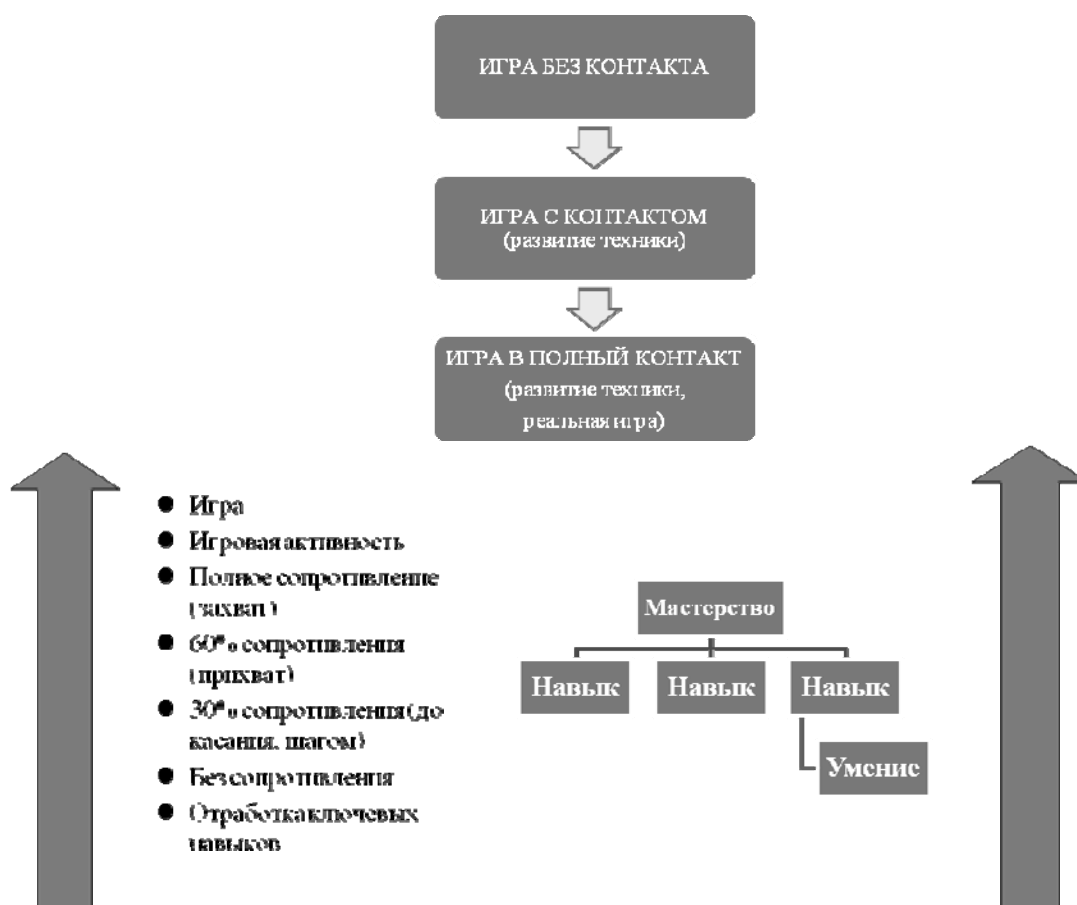 ИГРА БЕЗ КОНТАКТА
ИГРА С КОНТАКТОМ
(развитие техники)
ИГРА В ПОЛНЫЙ КОНТАКТ
(развитие техники,
реальная игра)
● Игра
● Игровая активность
● Полное сопротивление
(захват)
● 60% сопротивления
(прихват)
● 30% сопротивления (до
касания, шагом)
● Без сопротивления
● Отработка ключевых
навыков
Мастерство
Навык Навык Навык
Умение